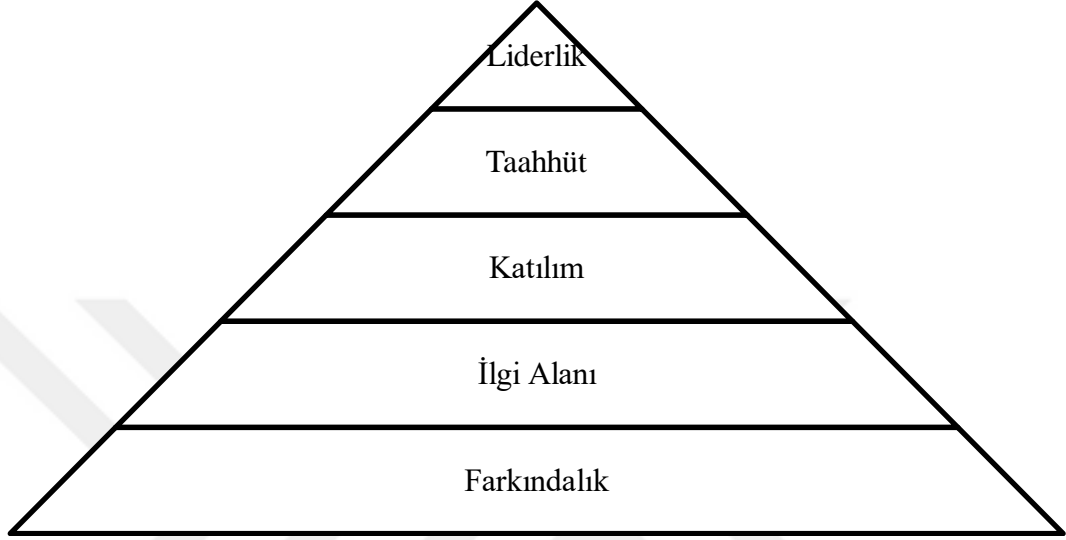 Liderlik
Taahhüt
Katılım
İlgi Alanı
Farkındalık